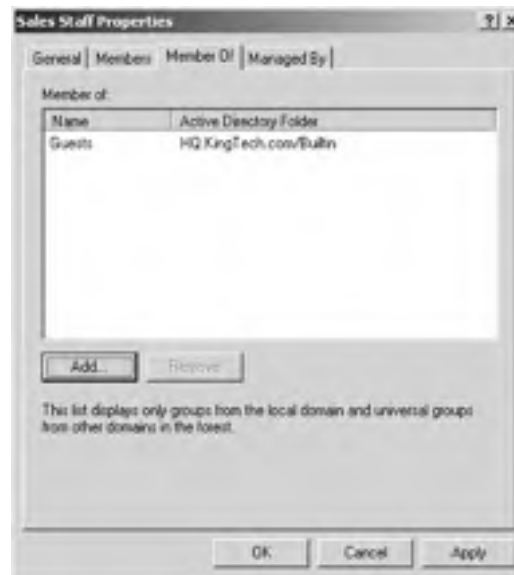 Sales Staff Properties
General Members Member Of Managed By
Member of:
Name Active Directory Folder
Guests HQ.KingTech.com/Builtin
Add... Remove
This list displays only groups from the local domain and universal groups
from other domains in the forest.
OK Cancel Apply